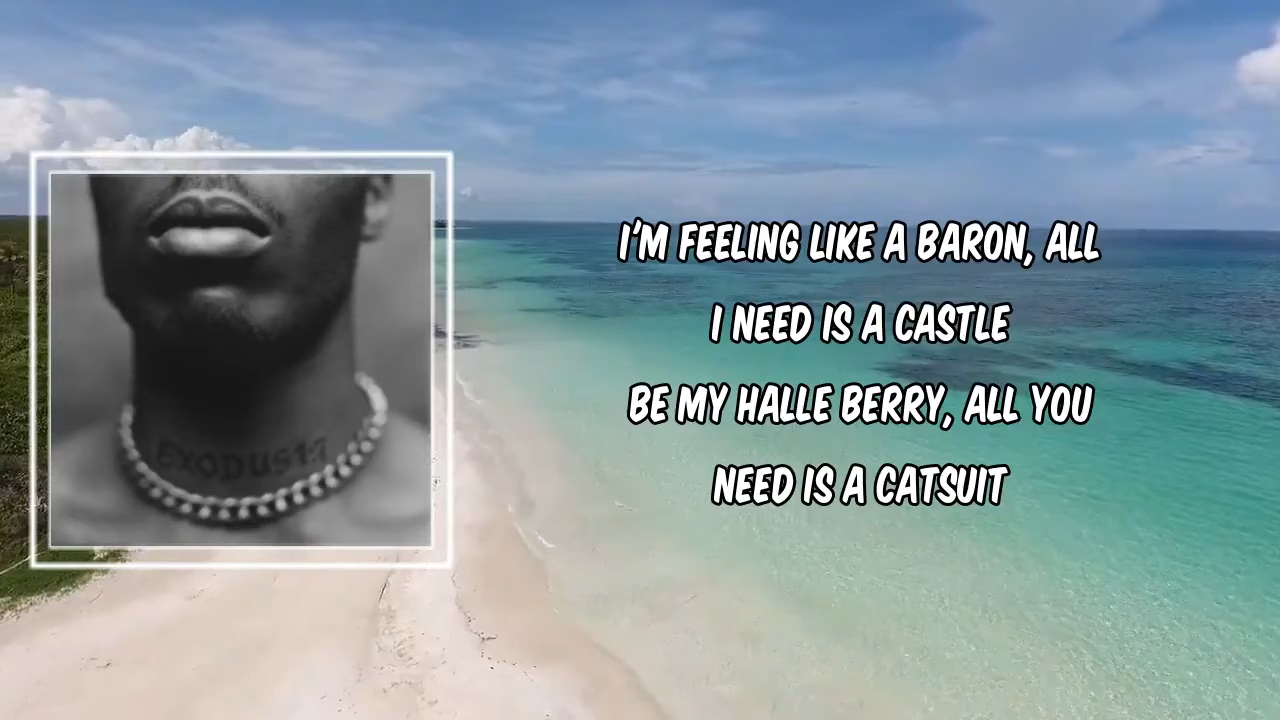 EXODUS 1:7
I'M FEELING LIKE A BARON, ALL
I NEED IS A CASTLE
BE MY HALLE BERRY, ALL YOU
NEED IS A CATSUIT